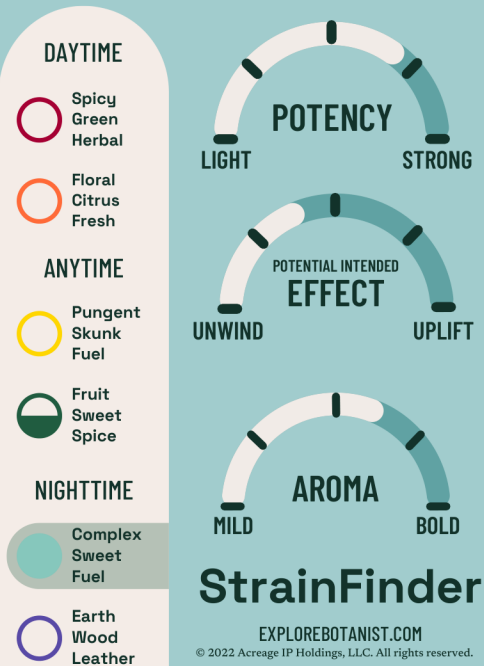 DAYTIME
Spicy
Green
Herbal
Floral
Citrus
Fresh
ANYTIME
Pungent
Skunk
Fuel
Fruit
Sweet
Spice
NIGHTTIME
Complex
Sweet
Fuel
Earth
Wood
Leather
POTENCY
LIGHT STRONG
POTENTIAL INTENDED
EFFECT
UNWIND UPLIFT
AROMA
MILD BOLD
StrainFinder
EXPLOREBOTANIST.COM
© 2022 Acreage IP Holdings, LLC. All rights reserved.